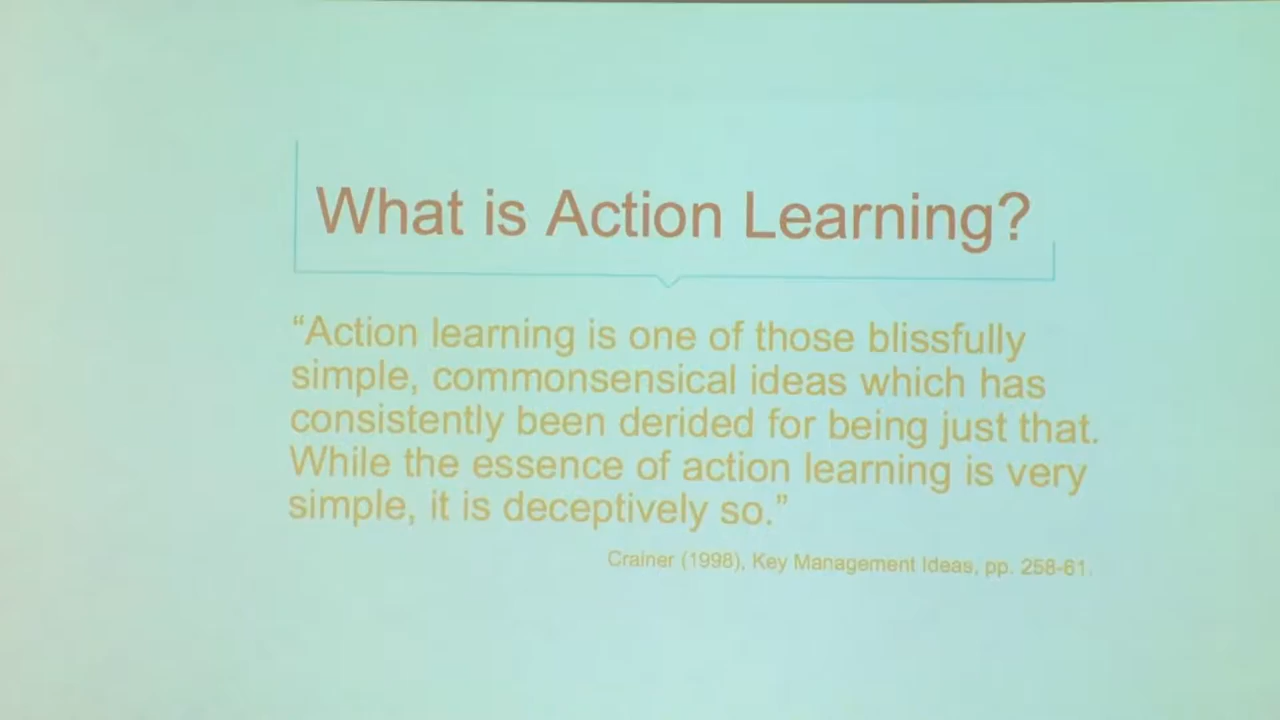 What is Action Learning?
“Action learning is one of those blissfully
simple, commonsensical ideas which has
consistently been derided for being just that.
While the essence of action learning is very
simple, it is deceptively so.”
Crainer (1998), Key Management Ideas, pp. 258-61.